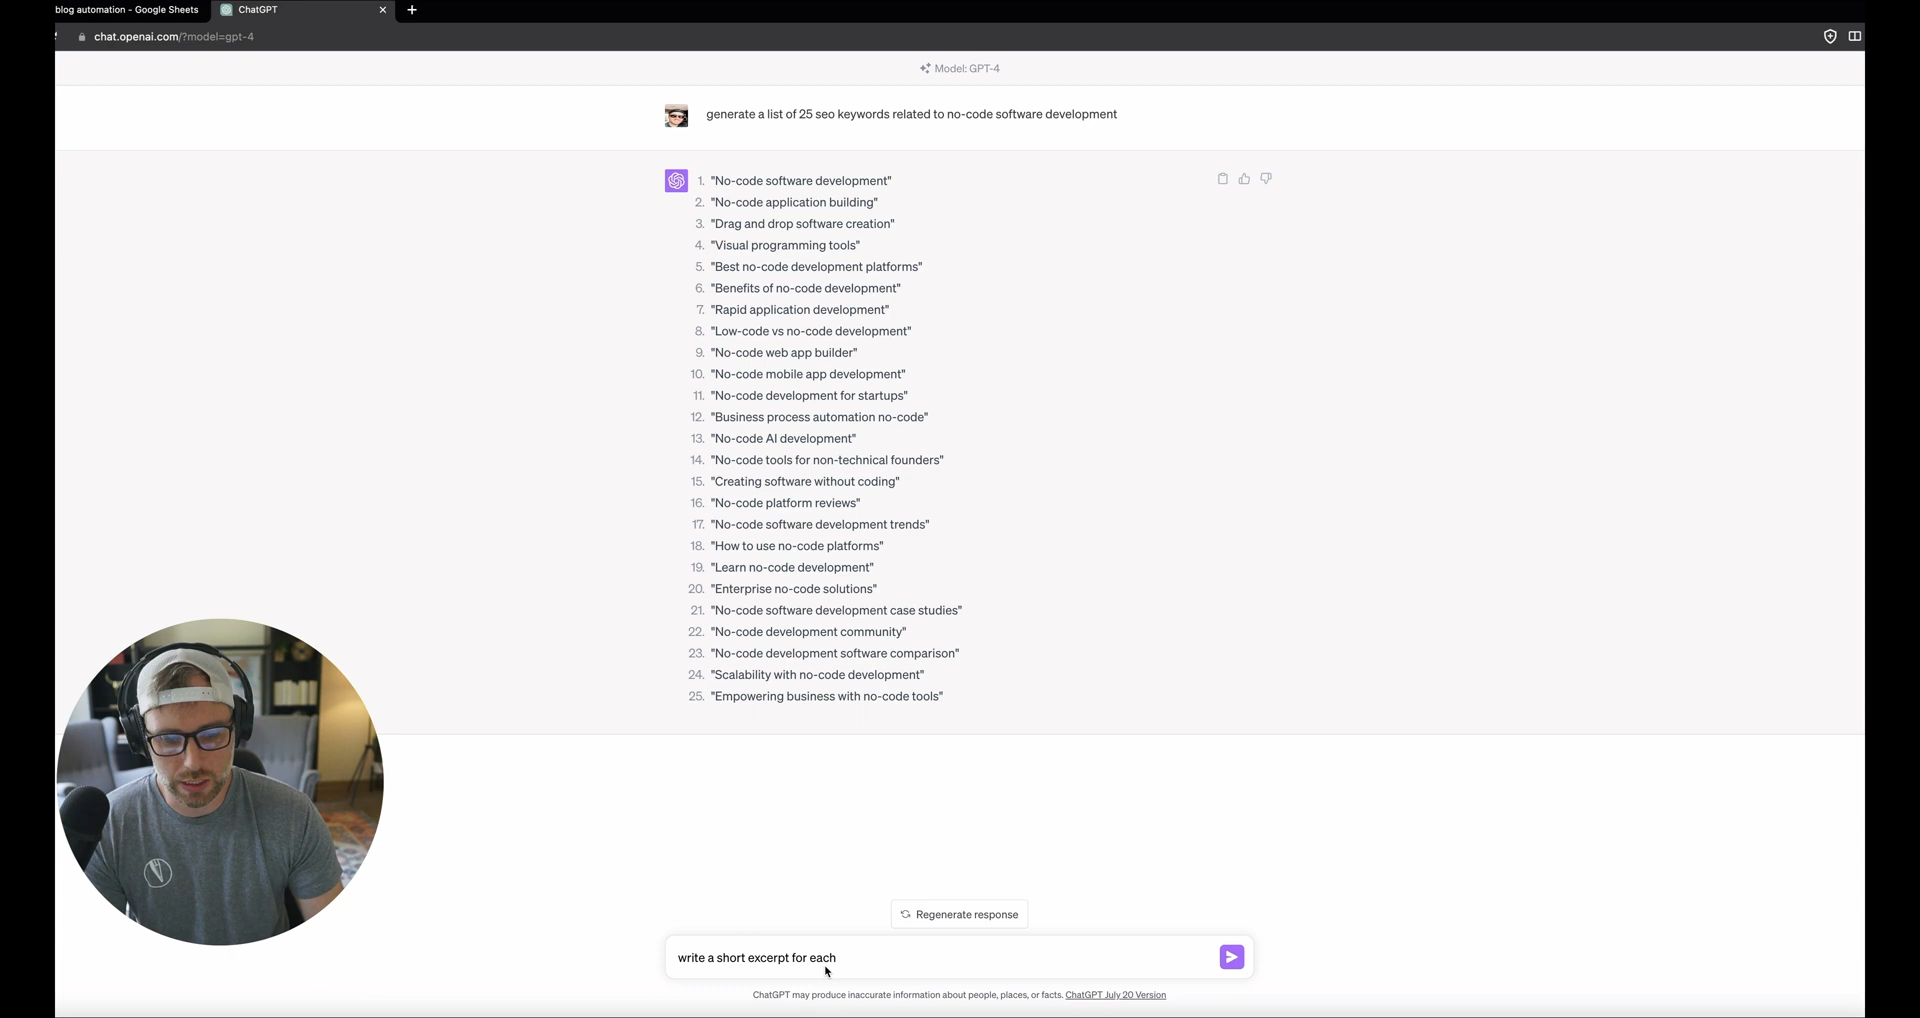 blog automation - Google Sheets
ChatGPT
chat.openai.com/?model=gpt-4
Model: GPT-4
generate a list of 25 seo keywords related to no-code software development
1. "No-code software development"
2. "No-code application building"
3. "Drag and drop software creation"
4. "Visual programming tools"
5. "Best no-code development platforms"
6. "Benefits of no-code development"
7. "Rapid application development"
8. "Low-code vs no-code development"
9. "No-code web app builder"
10. "No-code mobile app development"
11. "No-code development for startups"
12. "Business process automation no-code"
13. "No-code AI development"
14. "No-code tools for non-technical founders"
15. "Creating software without coding"
16. "No-code platform reviews"
17. "No-code software development trends"
18. "How to use no-code platforms"
19. "Learn no-code development"
20. "Enterprise no-code solutions"
21. "No-code software development case studies"
22. "No-code development community"
23. "No-code development software comparison"
24. "Scalability with no-code development"
25. "Empowering business with no-code tools"
Regenerate response
write a short excerpt for each
ChatGPT may produce inaccurate information about people, places, or facts. ChatGPT July 20 Version